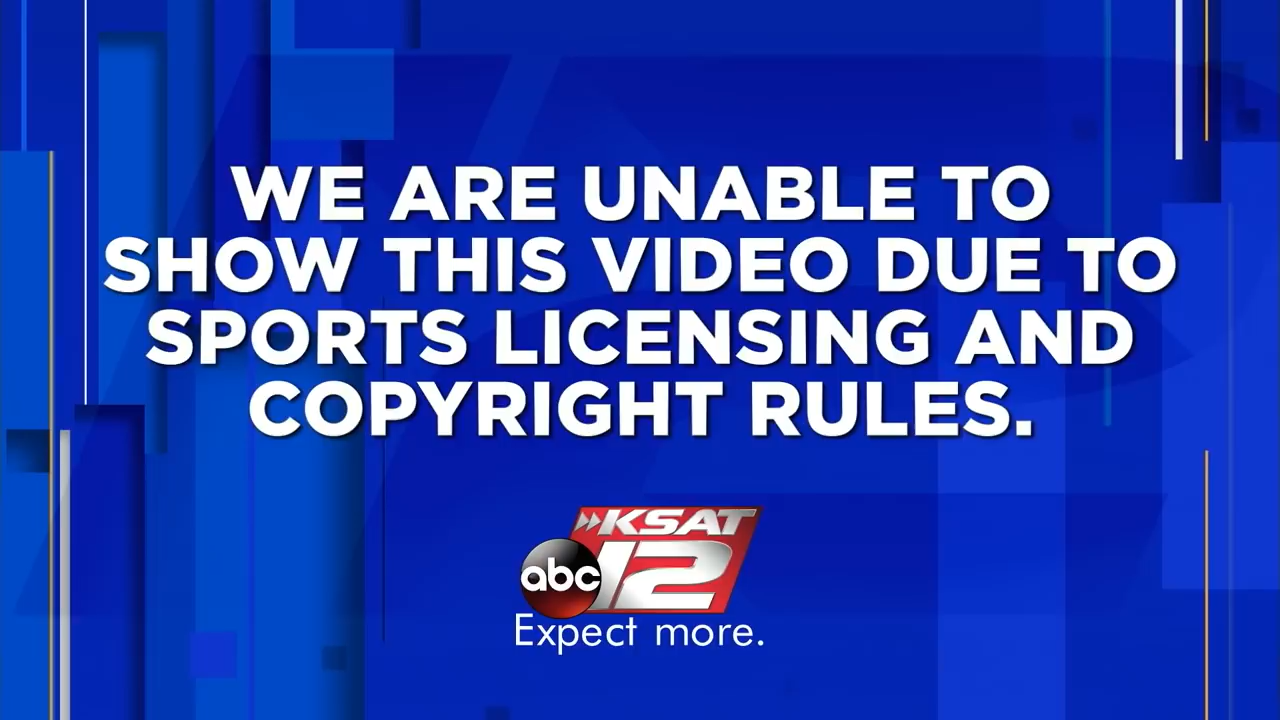 WE ARE UNABLE TO
SHOW THIS VIDEO DUE TO
SPORTS LICENSING AND
COPYRIGHT RULES.
KSAT
abc 12
Expect more.